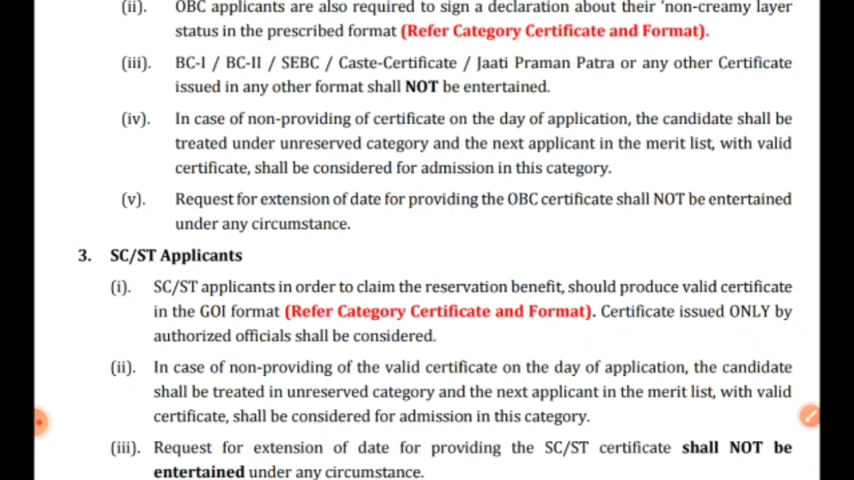 (ii). OBC applicants are also required to sign a declaration about their 'non-creamy layer
status in the prescribed format (Refer Category Certificate and Format).
(iii). BC-I / BC-II / SEBC / Caste-Certificate / Jaati Praman Patra or any other Certificate
issued in any other format shall NOT be entertained.
(iv). In case of non-providing of certificate on the day of application, the candidate shall be
treated under unreserved category and the next applicant in the merit list, with valid
certificate, shall be considered for admission in this category.
(v). Request for extension of date for providing the OBC certificate shall NOT be entertained
under any circumstance.
3. SC/ST Applicants
(i). SC/ST applicants in order to claim the reservation benefit, should produce valid certificate
in the GOI format (Refer Category Certificate and Format). Certificate issued ONLY by
authorized officials shall be considered.
(ii). In case of non-providing of the valid certificate on the day of application, the candidate
shall be treated in unreserved category and the next applicant in the merit list, with valid
certificate, shall be considered for admission in this category.
(iii). Request for extension of date for providing the SC/ST certificate shall NOT be
entertained under any circumstance.